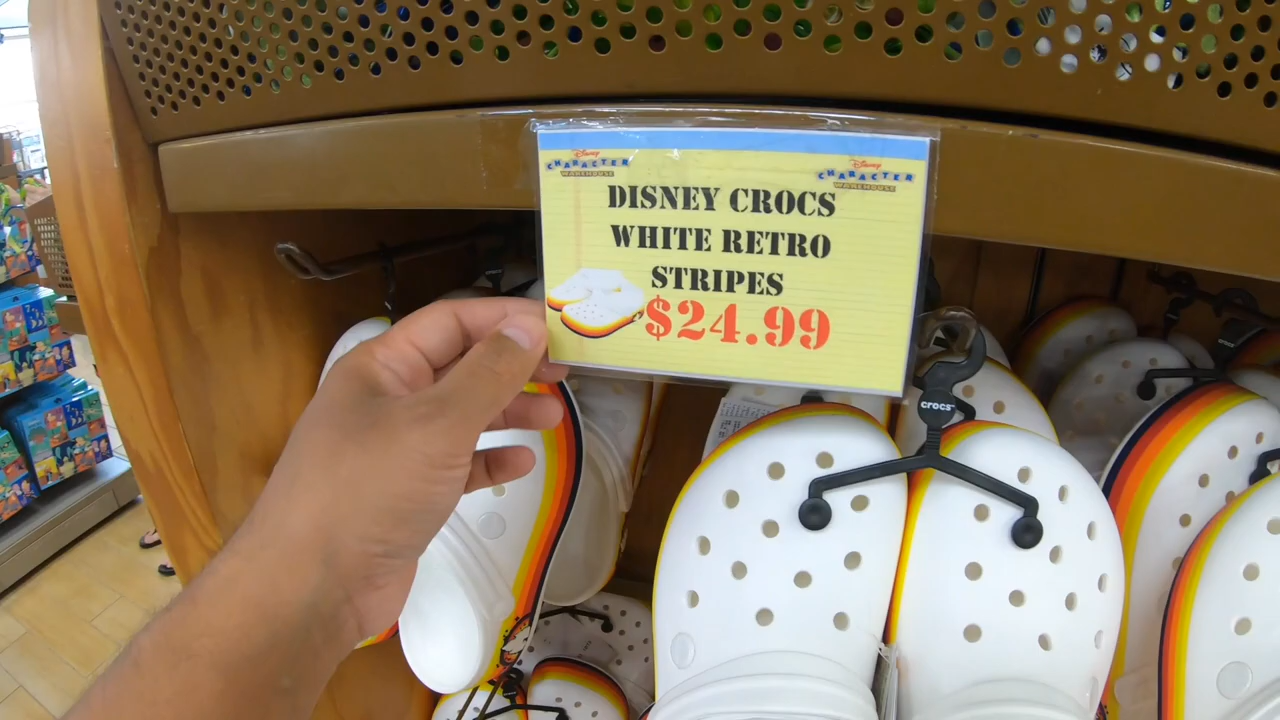 Disney
CHARACTER
WAREHOUSE
Disney
CHARACTER
WAREHOUSE
DISNEY CROCS
WHITE RETRO
STRIPES
$24.99
crocs